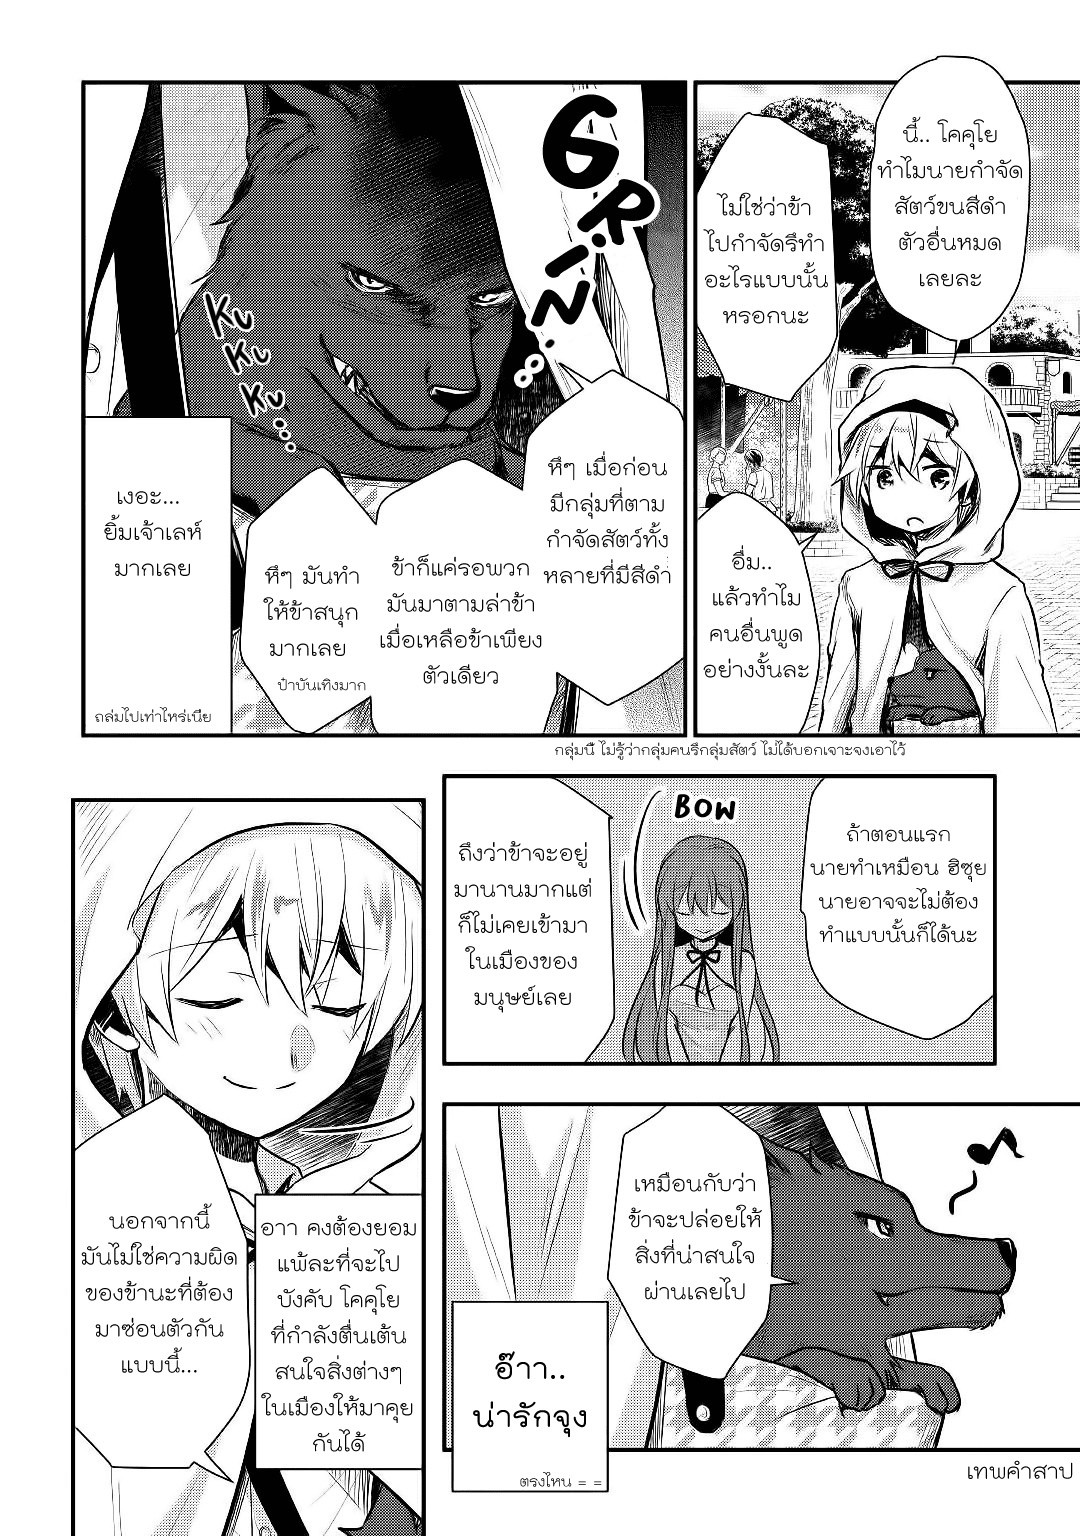 นี้.. โคคุโย
ทำไมนายกำจัด
สัตว์ขนสีดำ
ตัวอื่นหมด
เลยละ
ไม่ใช่ว่าข้า
ไปกำจัดรึทำ
อะไรแบบนั้น
หรอกนะ
อื่ม..
แล้วทำไม
คนอื่นพูด
อย่างงั้นละ
GRIN
KU
KU
KU...
หึๆ เมื่อก่อน
มีกลุ่มที่ตาม
กำจัดสัตว์ทั้ง
หลายที่มีสีดำ
ข้าก็แค่รอพวก
มันมาตามล่าข้า
เมื่อเหลือข้าเพียง
ตัวเดียว
หึๆ มันทำ
ให้ข้าสนุก
มากเลย
ป๋าบันเทิงมาก
เงอะ...
ยิ้มเจ้าเลห์
มากเลย
ถล่มไปเท่าไหร่เนี่ย
กลุ่มนี้ ไม่รู้ว่ากลุ่มคนรึกลุ่มสัตว์ ไม่ได้บอกเจาะจงเอาไว้
ถ้าตอนแรก
นายทำเหมือน ฮิซุย
นายอาจจะไม่ต้อง
ทำแบบนั้นก็ได้นะ
BOW
ถึงว่าข้าจะอยู่
มานานมากแต่
ก็ไม่เคยเข้ามา
ในเมืองของ
มนุษย์เลย
เหมือนกับว่า
ข้าจะปล่อยให้
สิ่งที่น่าสนใจ
ผ่านเลยไป
อ๊าา..
น่ารักจุง
ตรงไหน = =
นอกจากนี้
มันไม่ใช่ความผิด
ของข้านะที่ต้อง
มาซ่อนตัวกัน
แบบนี้...
อาา คงต้องยอม
แพ้ละที่จะไป
บังคับ โคคุโย
ที่กำลังตื่นเต้น
สนใจสิ่งต่างๆ
ในเมืองให้มาคุย
กันได้
เทพคำสาป